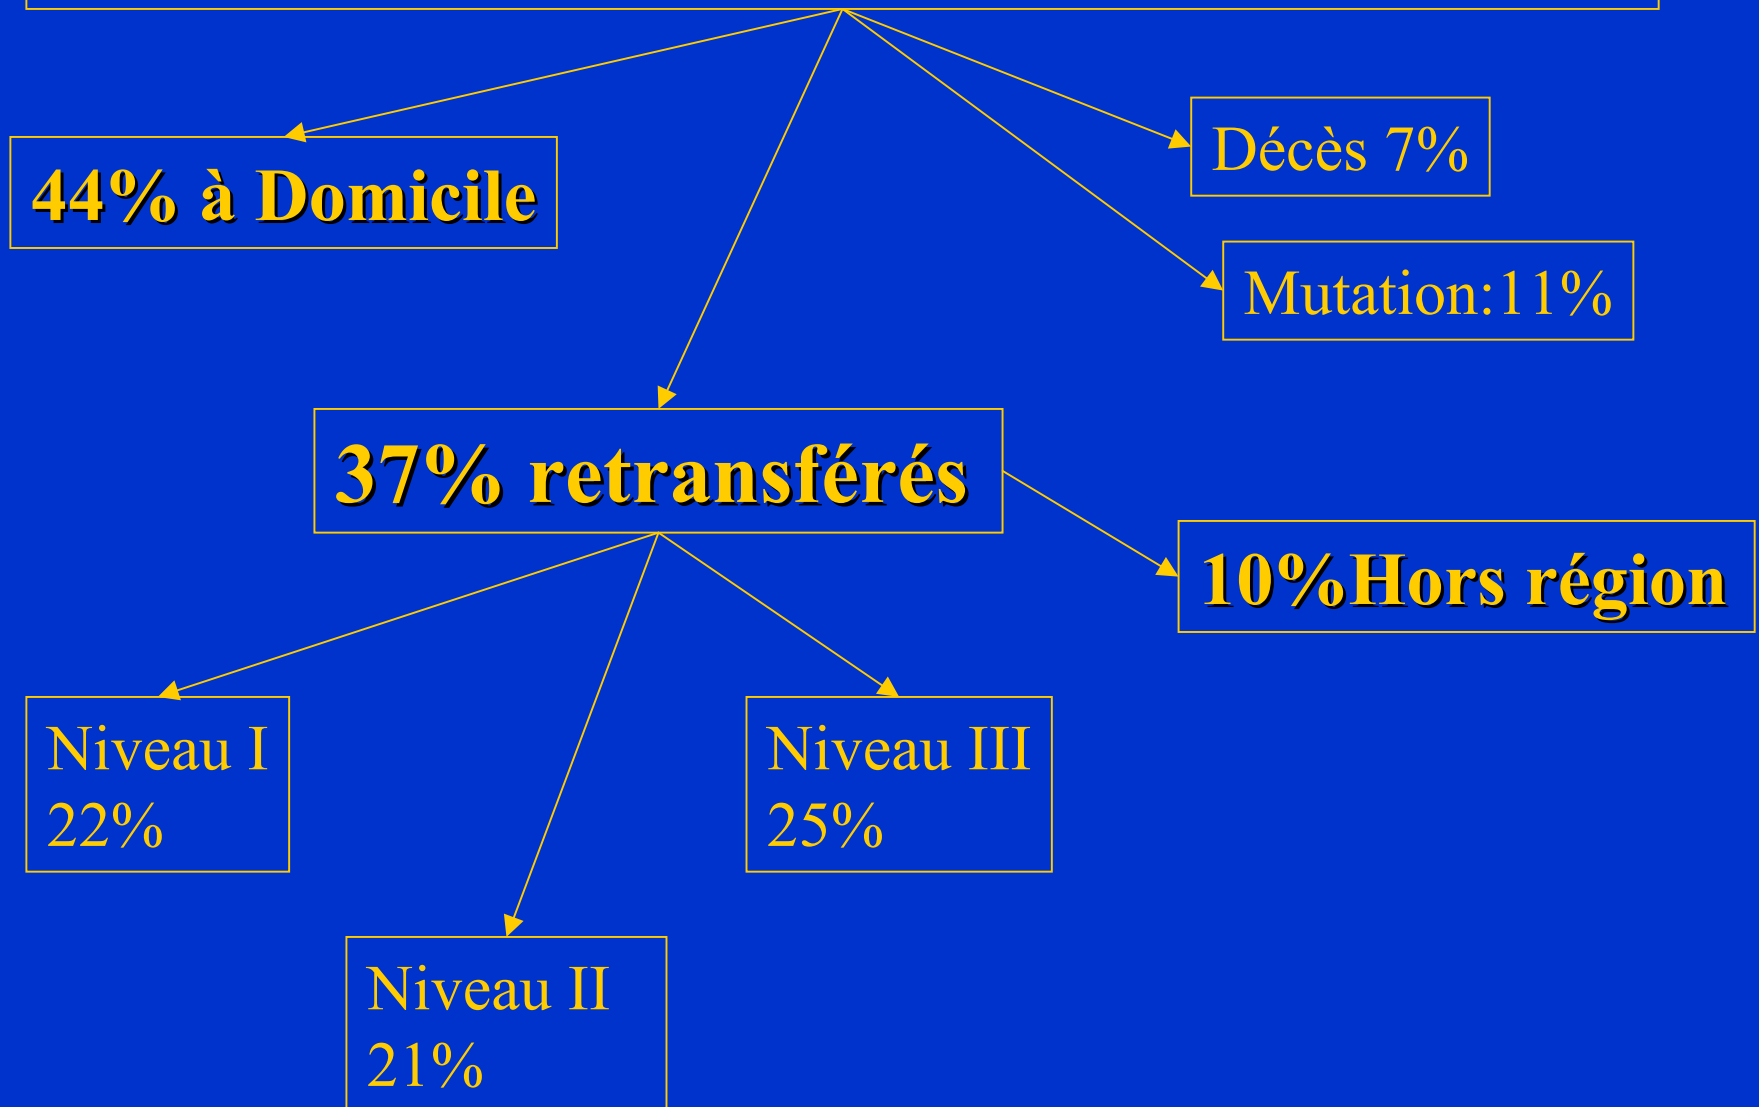 44% à Domicile
Décès 7%
Mutation:11%
37% retransférés
10%Hors région
Niveau I
22%
Niveau III
25%
Niveau II
21%